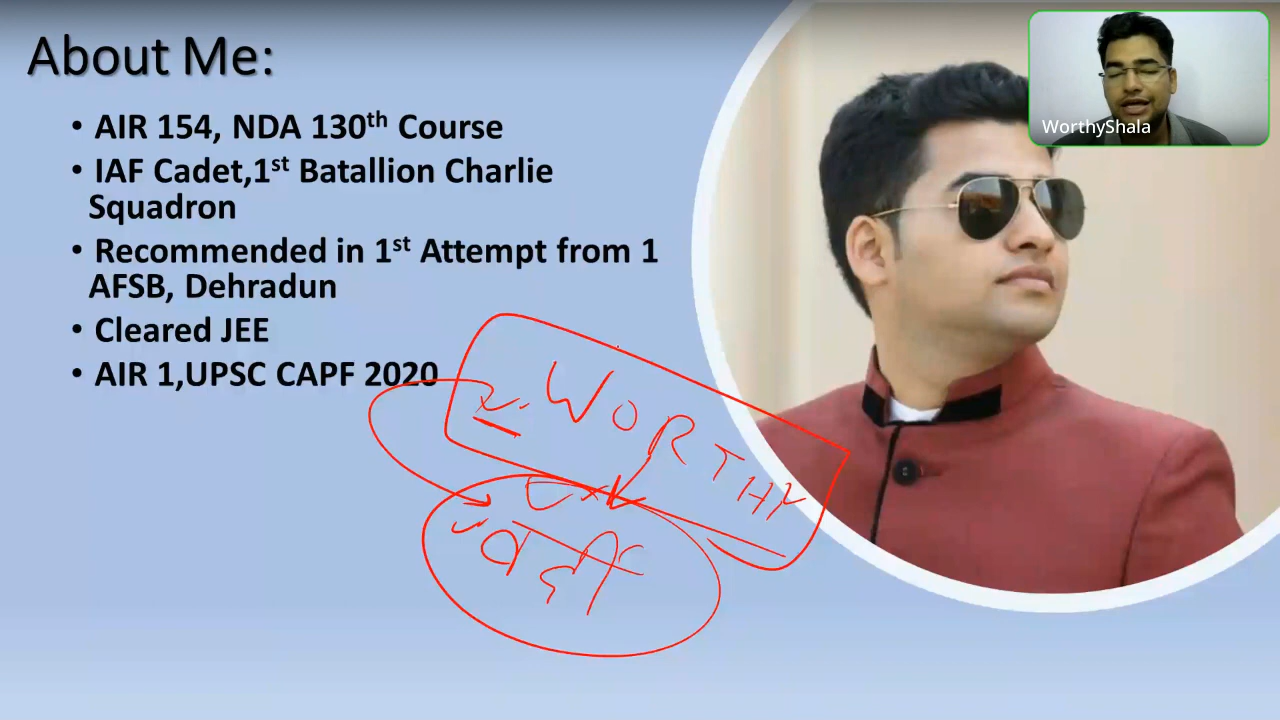 About Me:
• AIR 154, NDA 130th Course
• IAF Cadet,1st Batallion Charlie
Squadron
• Recommended in 1st Attempt from 1
AFSB, Dehradun
• Cleared JEE
• AIR 1,UPSC CAPF 2020
WorthyShala
WORTHY
वर्दी